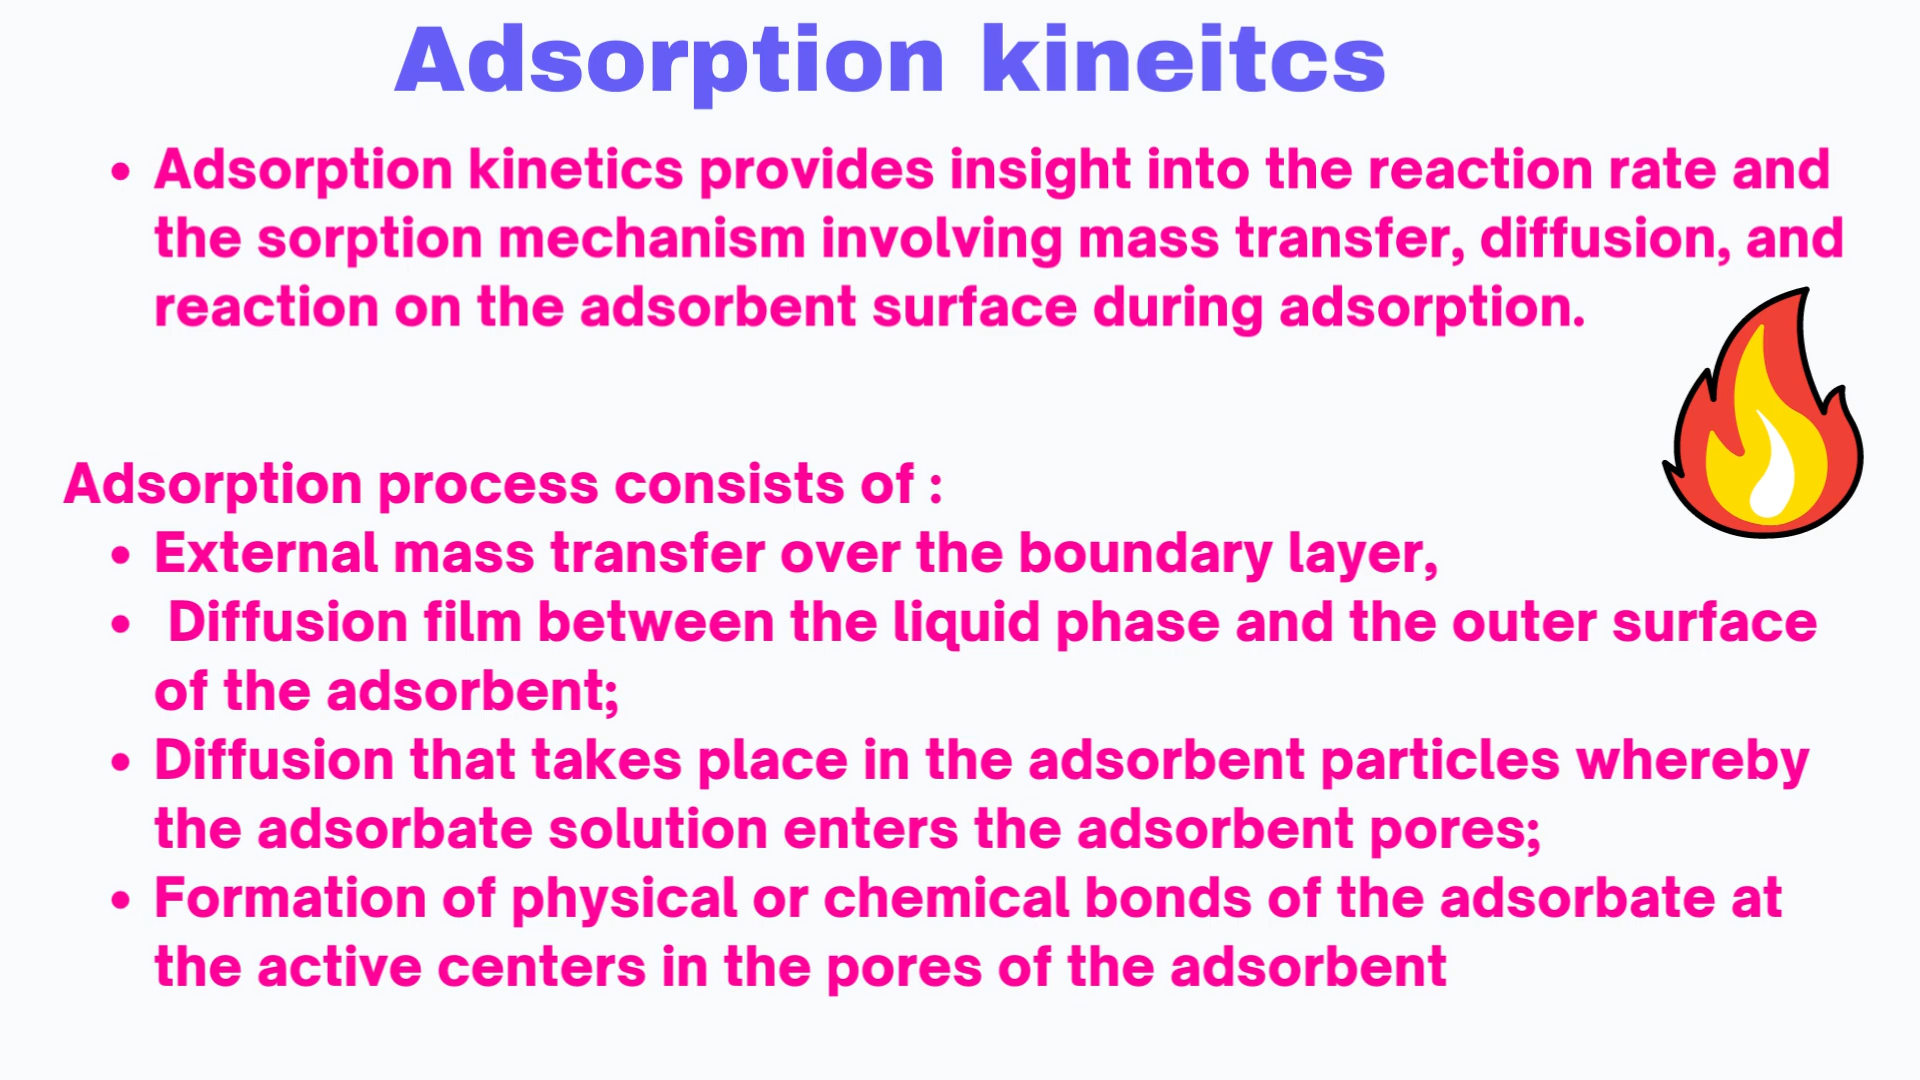 Adsorption kineitcs
• Adsorption kinetics provides insight into the reaction rate and
the sorption mechanism involving mass transfer, diffusion, and
reaction on the adsorbent surface during adsorption.
Adsorption process consists of :
• External mass transfer over the boundary layer,
• Diffusion film between the liquid phase and the outer surface
of the adsorbent;
• Diffusion that takes place in the adsorbent particles whereby
the adsorbate solution enters the adsorbent pores;
• Formation of physical or chemical bonds of the adsorbate at
the active centers in the pores of the adsorbent